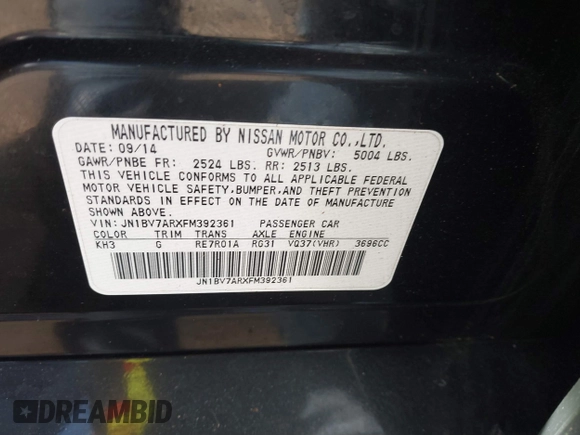 MANUFACTURED BY NISSAN MOTOR CO.,LTD.
DATE: 09/14 GVWR/PNBV: 5004 LBS.
GAWR/PNBE FR: 2524 LBS. RR: 2513 LBS.
THIS VEHICLE CONFORMS TO ALL APPLICABLE FEDERAL
MOTOR VEHICLE SAFETY, BUMPER, AND THEFT PREVENTION
STANDARDS IN EFFECT ON THE DATE OF MANUFACTURE
SHOWN ABOVE.
VIN: JN1BV7ARXFM392361 PASSENGER CAR
COLOR TRIM TRANS AXLE ENGINE
KH3 G RE7R01A RG31 VQ37(VHR) 3696CC
JN1BV7ARXFM392361
DREAMBID